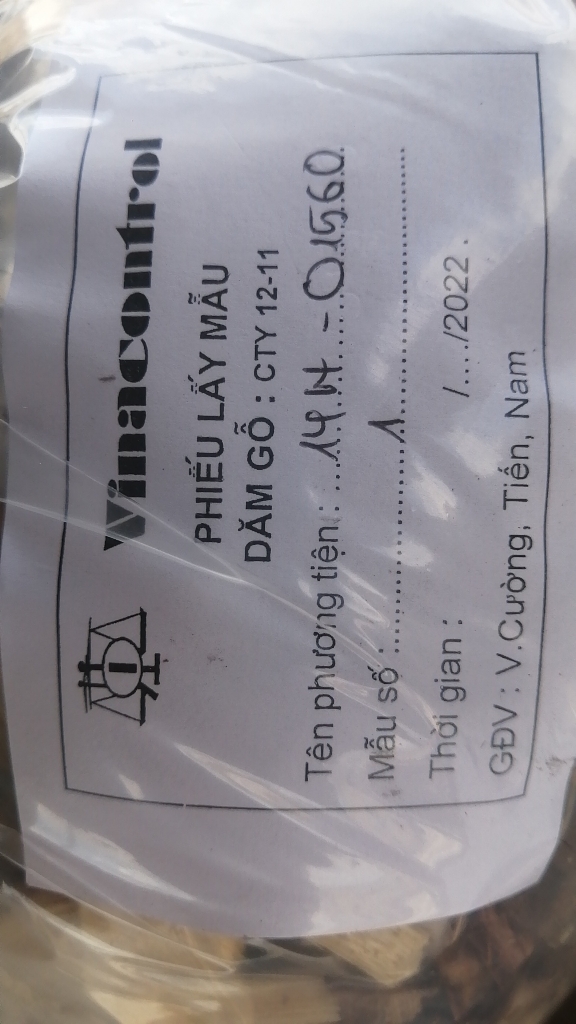 Vinacontrol
PHIẾU LẤY MẪU
DĂM GỖ : CTY 12-11
Tên phương tiện : ...14H - 01560
Mẫu số : ..............1..............
Thời gian : /..../2022 .
GĐV : V.Cường, Tiến, Nam